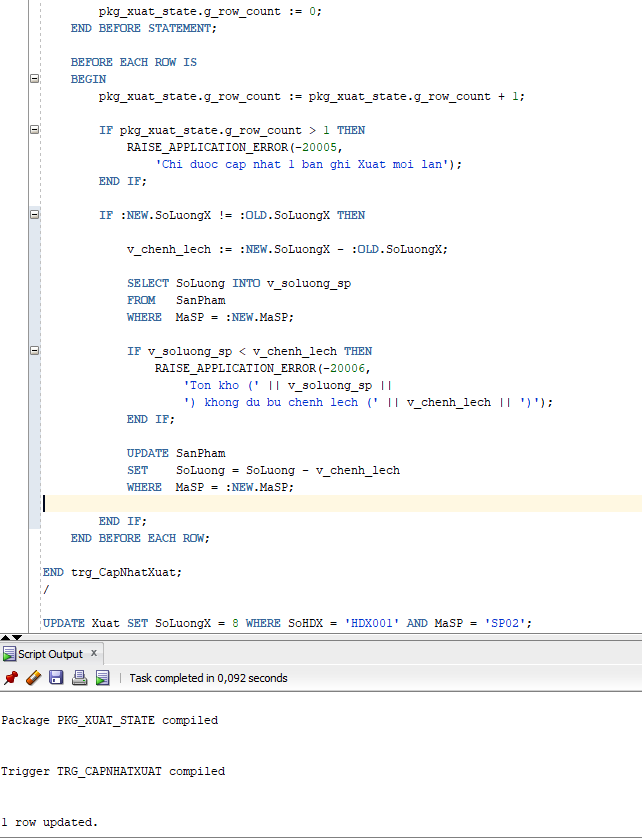 pkg_xuat_state.g_row_count := 0;
    END BEFORE STATEMENT;

    BEFORE EACH ROW IS
    BEGIN
        pkg_xuat_state.g_row_count := pkg_xuat_state.g_row_count + 1;

        IF pkg_xuat_state.g_row_count > 1 THEN
            RAISE_APPLICATION_ERROR(-20005,
                'Chi duoc cap nhat 1 ban ghi Xuat moi lan');
        END IF;

        IF :NEW.SoLuongX != :OLD.SoLuongX THEN

            v_chenh_lech := :NEW.SoLuongX - :OLD.SoLuongX;

            SELECT SoLuong INTO v_soluong_sp
            FROM   SanPham
            WHERE  MaSP = :NEW.MaSP;

            IF v_soluong_sp < v_chenh_lech THEN
                RAISE_APPLICATION_ERROR(-20006,
                    'Ton kho (' || v_soluong_sp ||
                    ') khong du bu chenh lech (' || v_chenh_lech || ')');
            END IF;

            UPDATE SanPham
            SET    SoLuong = SoLuong - v_chenh_lech
            WHERE  MaSP = :NEW.MaSP;

        END IF;
    END BEFORE EACH ROW;

END trg_CapNhatXuat;
/

UPDATE Xuat SET SoLuongX = 8 WHERE SoHDX = 'HDX001' AND MaSP = 'SP02';
Script Output x
Task completed in 0,092 seconds
Package PKG_XUAT_STATE compiled
Trigger TRG_CAPNHATXUAT compiled
1 row updated.